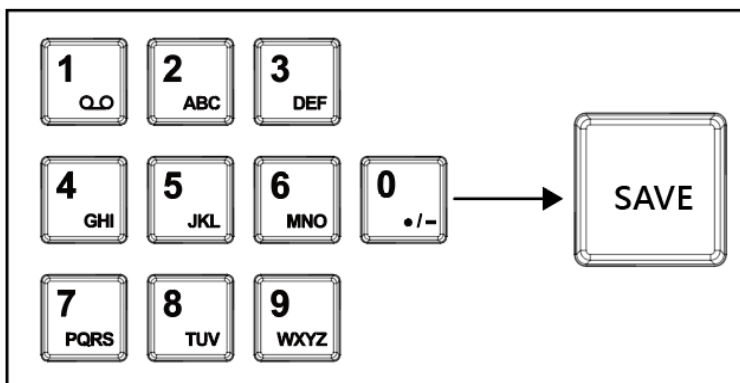 1 2 ABC 3 DEF
4 GHI 5 JKL 6 MNO 0 •/– SAVE
7 PQRS 8 TUV 9 WXYZ